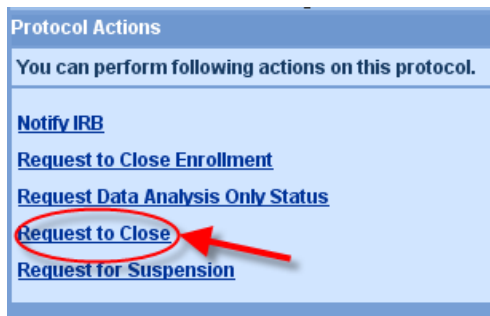 Protocol Actions
You can perform following actions on this protocol.
Notify IRB
Request to Close Enrollment
Request Data Analysis Only Status
Request to Close
Request for Suspension